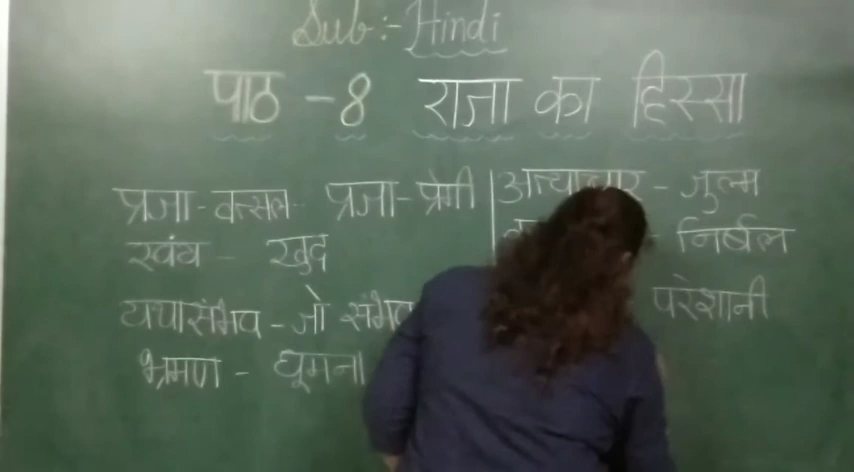 Sub:- Hindi
पाठ - 8 राजा का हिस्सा
प्रजा-वत्सल - प्रजा-प्रेमी
स्वंय - खुद
यथासंभव - जो संभव
भ्रमण - घूमना
अत्याचार - जुल्म
- निर्बल
परेशानी